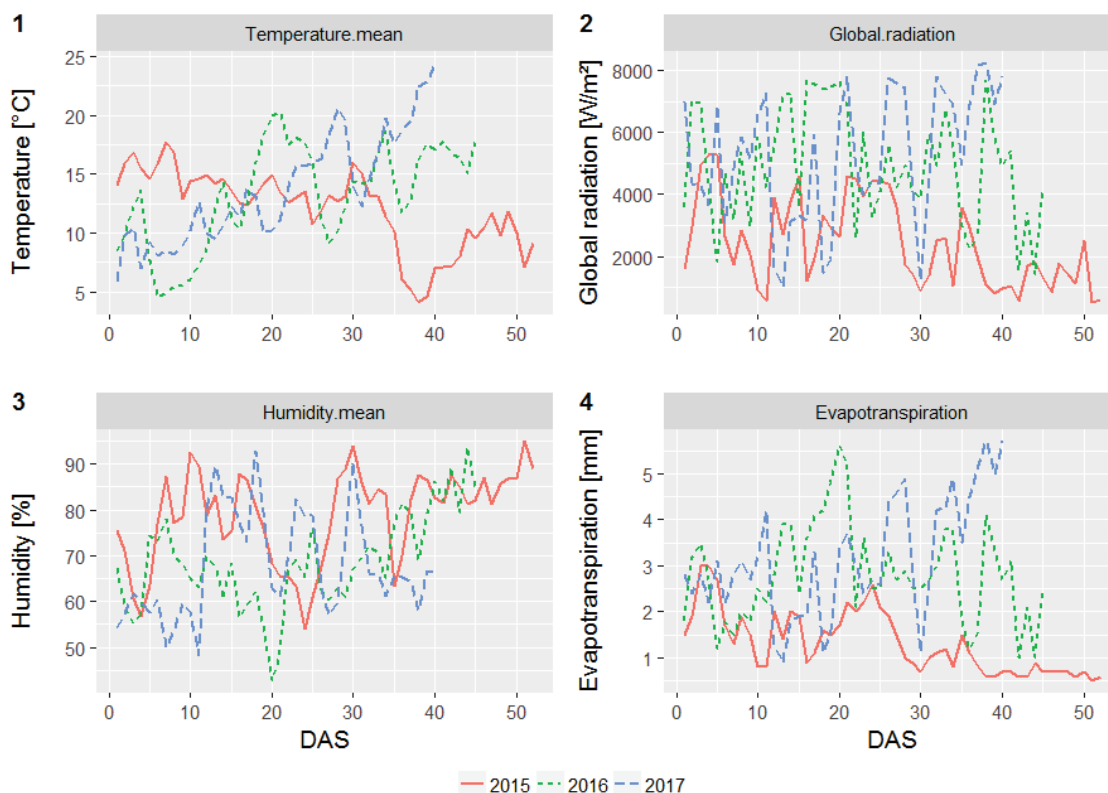 1
Temperature.mean
Temperature [°C]
25
20
15
10
5
0 10 20 30 40 50
2
Global.radiation
Global radiation [W/m²]
8000
6000
4000
2000
0 10 20 30 40 50
3
Humidity.mean
Humidity [%]
90
80
70
60
50
0 10 20 30 40 50
DAS
4
Evapotranspiration
Evapotranspiration [mm]
5
4
3
2
1
0 10 20 30 40 50
DAS
2015 2016 2017